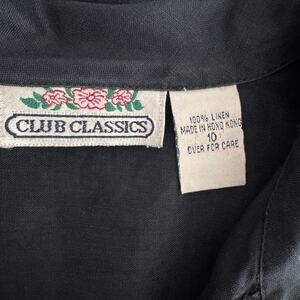 CLUB CLASSICS
100% LINEN
MADE IN HONG KONG
10
OVER FOR CARE